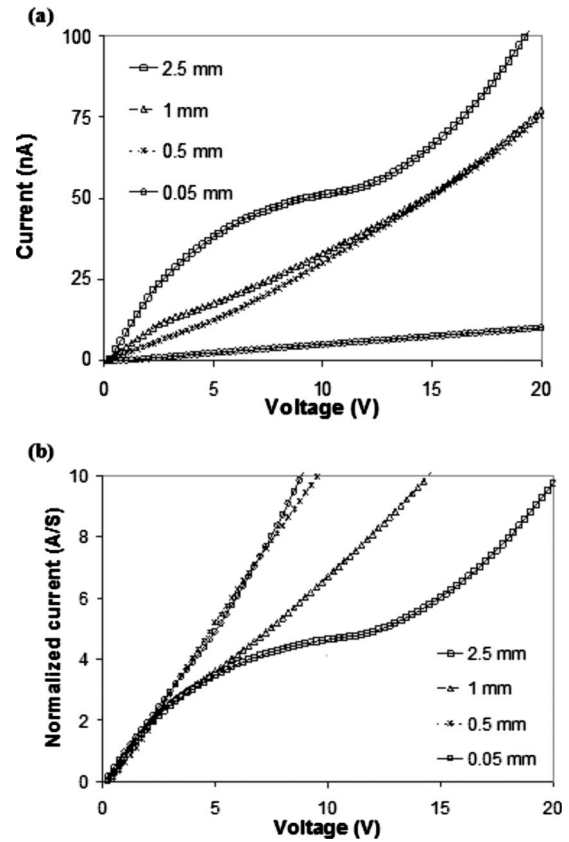 (a)
100
75
50
25
0
Current (nA)
2.5 mm
1 mm
0.5 mm
0.05 mm
0 5 10 15 20
Voltage (V)
(b)
10
8
6
4
2
0
Normalized current (A/S)
2.5 mm
1 mm
0.5 mm
0.05 mm
0 5 10 15 20
Voltage (V)